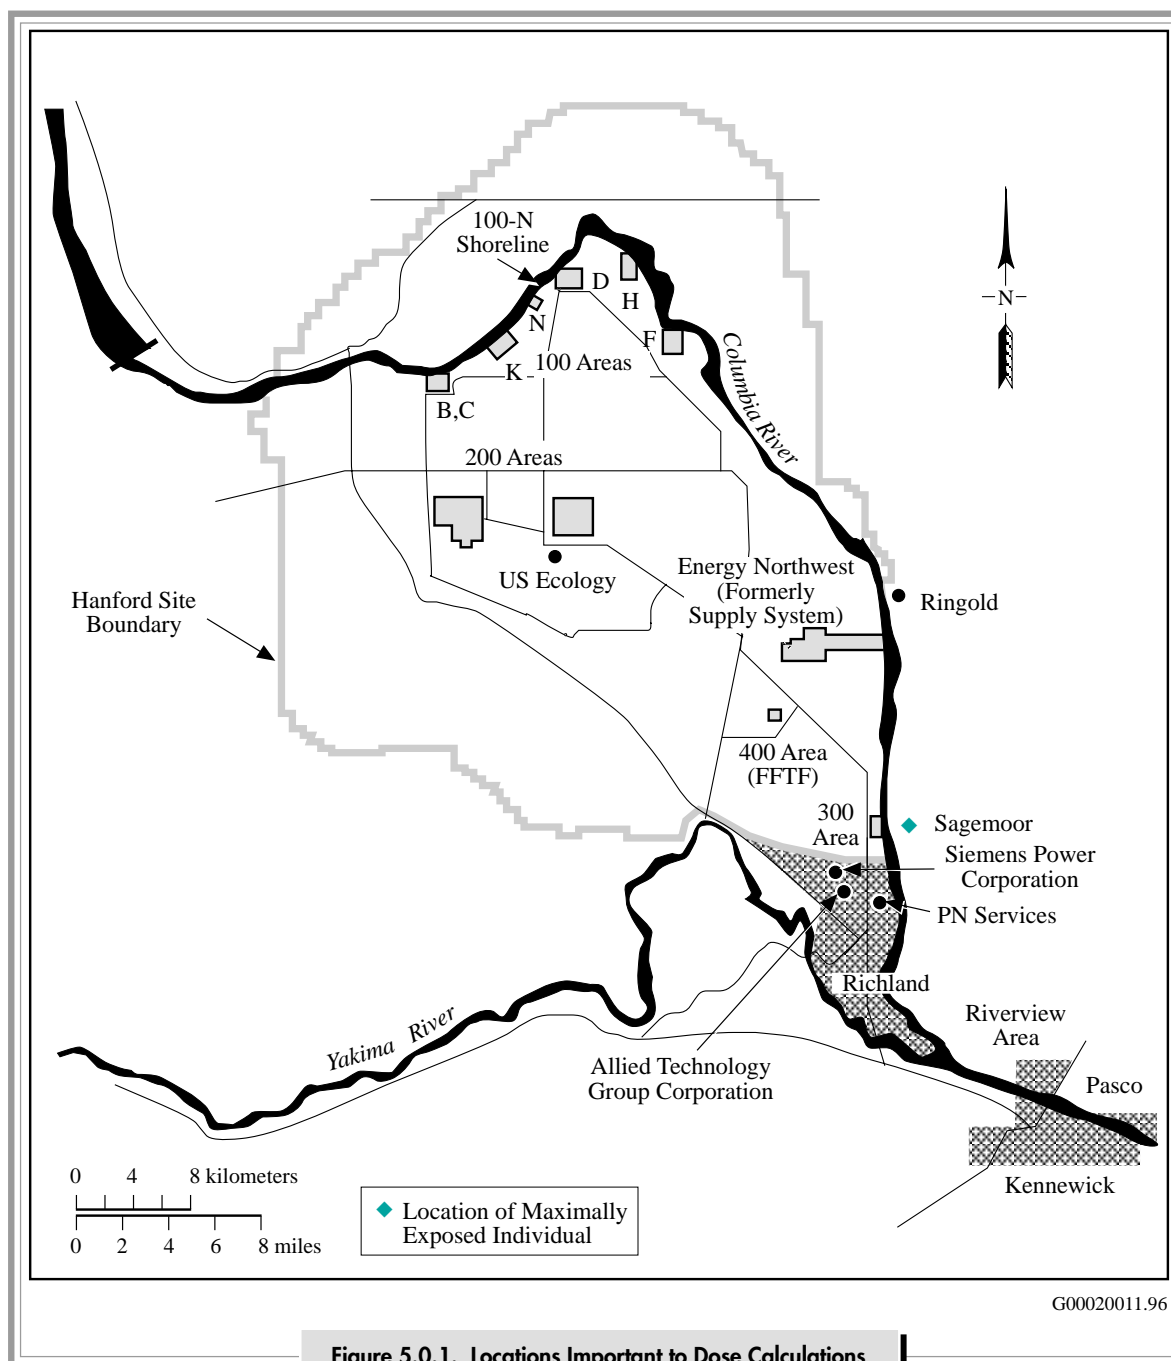 100-N
Shoreline
D
H
N
F
K
100 Areas
B,C
Columbia River
N
200 Areas
US Ecology
Energy Northwest
(Formerly
Supply System)
Ringold
Hanford Site
Boundary
400 Area
(FFTF)
300
Area
Sagemoor
Siemens Power
Corporation
PN Services
Richland
Riverview
Area
Yakima River
Allied Technology
Group Corporation
Pasco
Kennewick
0 4 8 kilometers
0 2 4 6 8 miles
Location of Maximally
Exposed Individual
G00020011.96
Figure 5.0.1. Locations Important to Dose Calculations